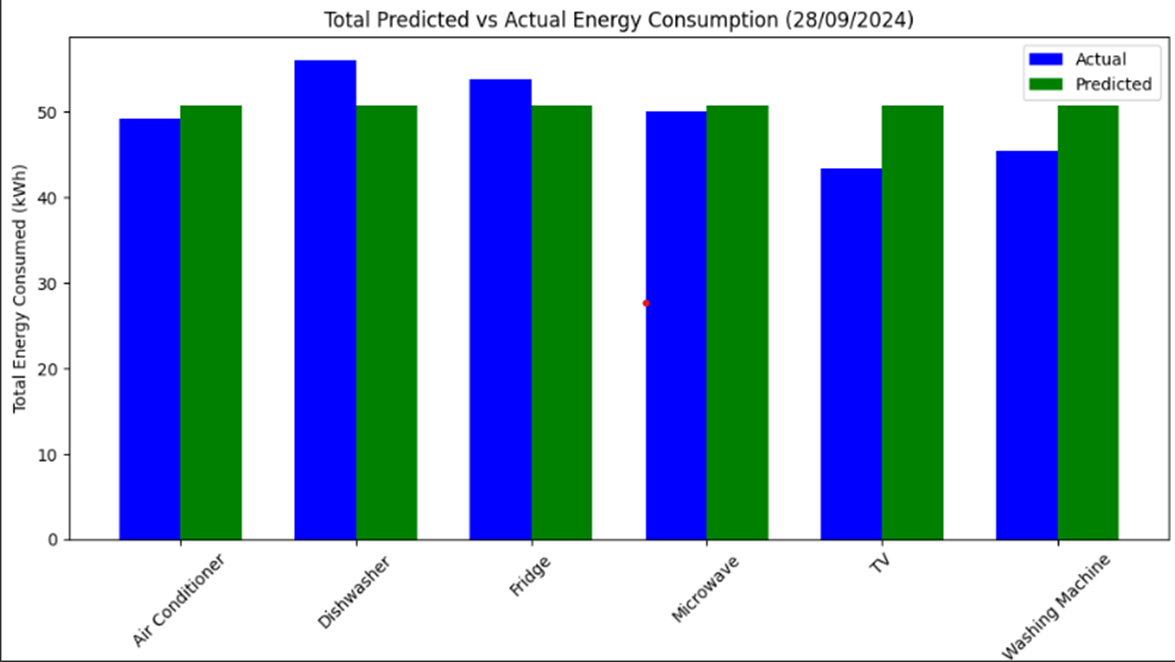 Total Predicted vs Actual Energy Consumption (28/09/2024)
Actual
Predicted
Total Energy Consumed (kWh)
50
40
30
20
10
0
Air Conditioner
Dishwasher
Fridge
Microwave
TV
Washing Machine